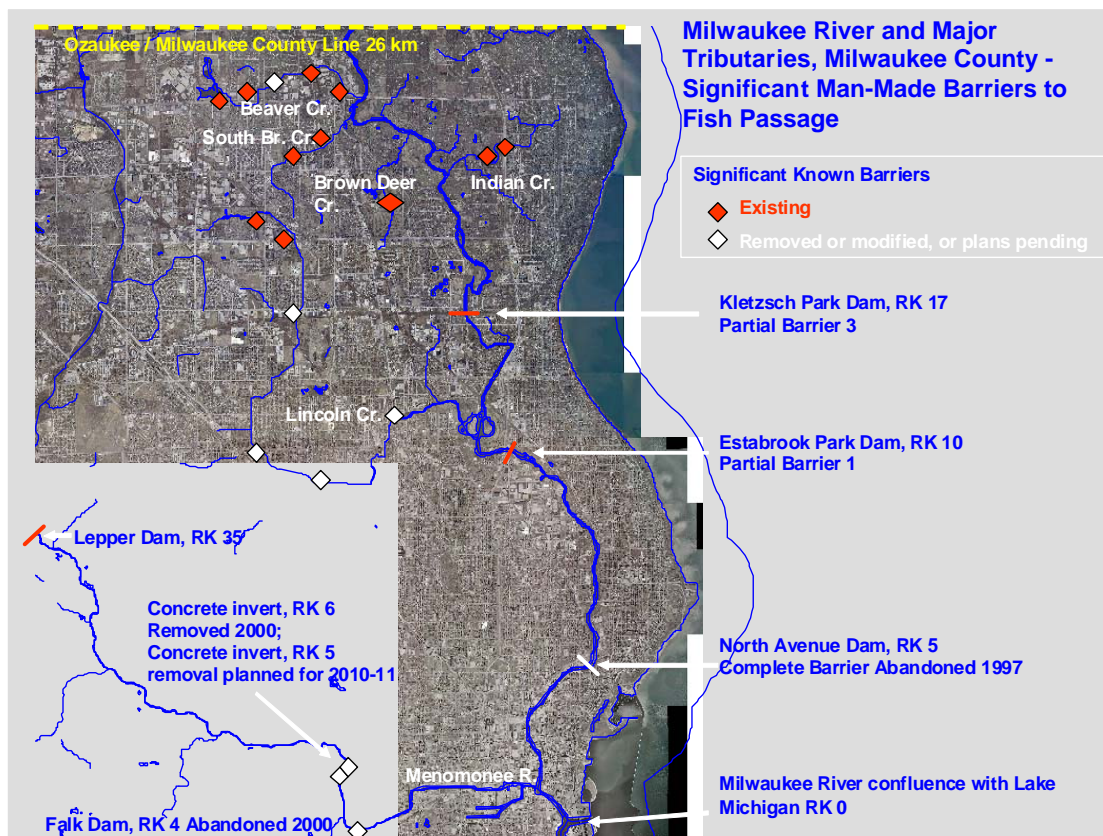 Ozaukee / Milwaukee County Line 26 km
Milwaukee River and Major
Tributaries, Milwaukee County -
Significant Man-Made Barriers to
Fish Passage
Significant Known Barriers
Existing
Removed or modified, or plans pending
Beaver Cr.
South Br. Cr.
Brown Deer
Cr.
Indian Cr.
Kletzsch Park Dam, RK 17
Partial Barrier 3
Lincoln Cr.
Estabrook Park Dam, RK 10
Partial Barrier 1
Lepper Dam, RK 35
Concrete invert, RK 6
Removed 2000;
Concrete invert, RK 5
removal planned for 2010-11
North Avenue Dam, RK 5
Complete Barrier Abandoned 1997
Menomonee R.
Milwaukee River confluence with Lake
Michigan RK 0
Falk Dam, RK 4 Abandoned 2000